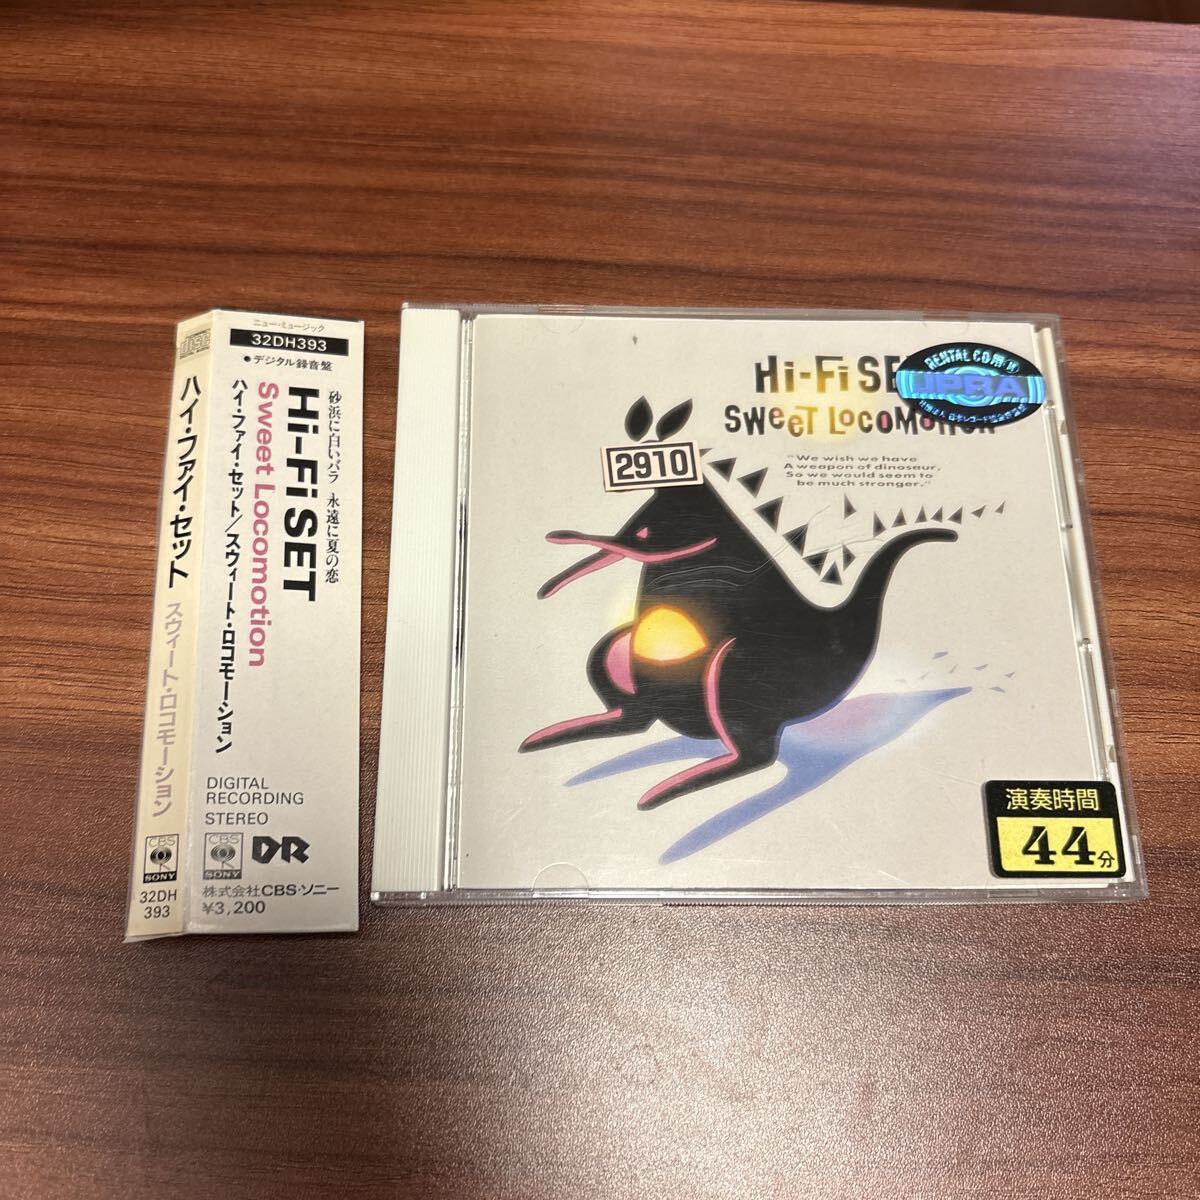 DISC
ハイ・ファイ・セット
スウィート・ロコモーション
CBS
SONY
32DH
393
ニュー・ミュージック
32DH393
●デジタル録音盤
砂浜に白いバラ 永遠に夏の恋
Hi-Fi SET
Sweet Locomotion
ハイ・ファイ・セット/スウィート・ロコモーション
DIGITAL
RECORDING
STEREO
CBS
SONY
DR
株式会社CBS・ソニー
¥3,200
Hi-Fi SE
SWEET LOCOMOTION
"We wish we have
A weapon of dinosaur,
So we would seem to
be much stronger."
2910
RENTAL
JPRA
演奏時間
44分